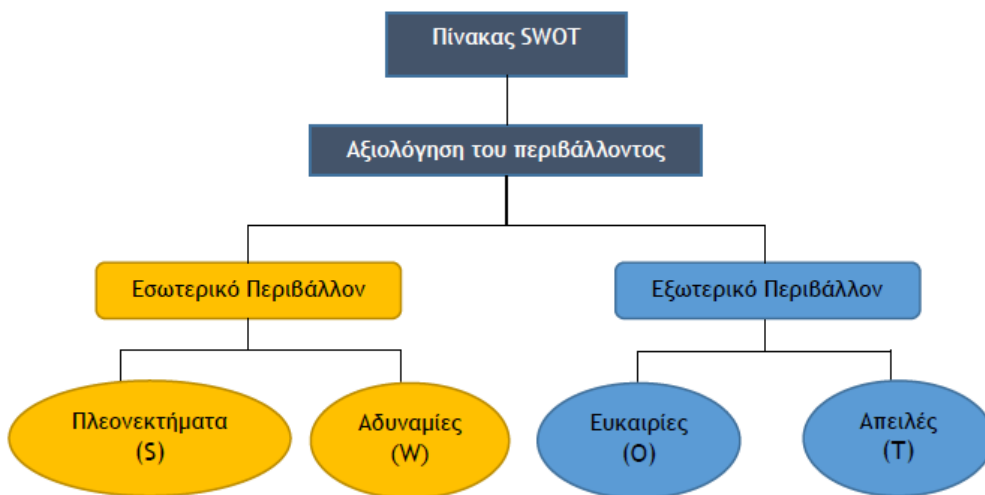 Πίνακας SWOT
Αξιολόγηση του περιβάλλοντος
Εσωτερικό Περιβάλλον
Εξωτερικό Περιβάλλον
Πλεονεκτήματα
(S)
Αδυναμίες
(W)
Ευκαιρίες
(O)
Απειλές
(T)